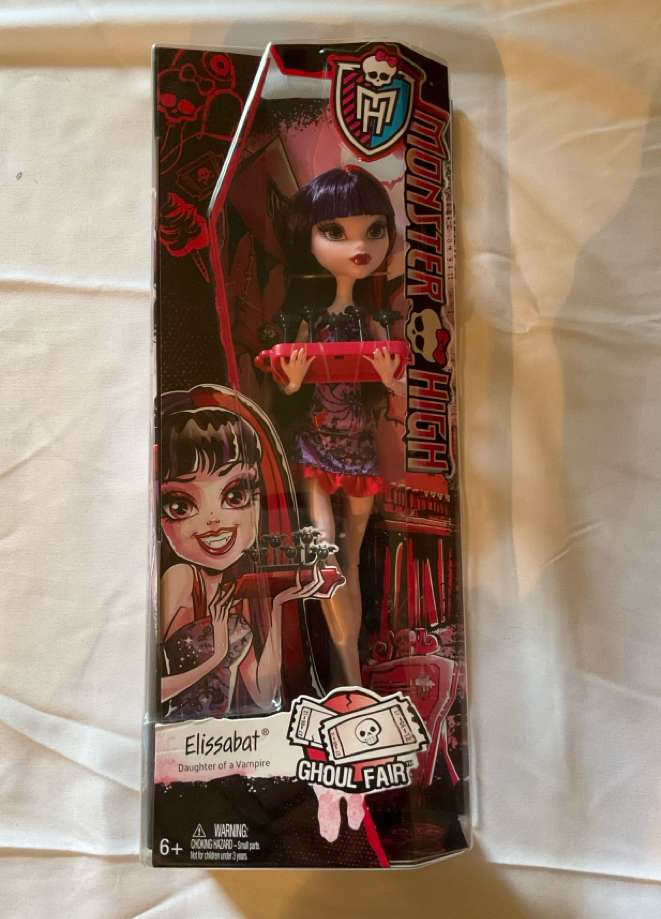 MH
MONSTER HIGH
Elissabat®
Daughter of a Vampire
GHOUL FAIR™
6+
WARNING:
CHOKING HAZARD – Small parts.
Not for children under 3 years.